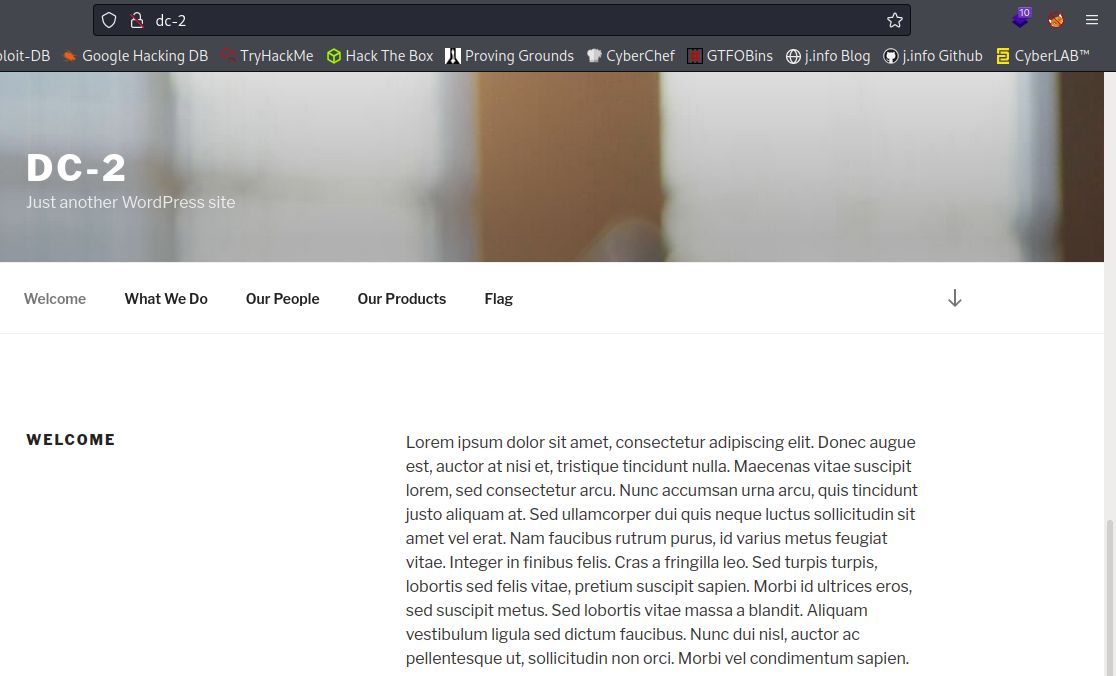 dc-2
10
loit-DB
Google Hacking DB
TryHackMe
Hack The Box
Proving Grounds
CyberChef
GTFOBins
j.info Blog
j.info Github
CyberLAB™
DC-2
Just another WordPress site
Welcome
What We Do
Our People
Our Products
Flag
WELCOME
Lorem ipsum dolor sit amet, consectetur adipiscing elit. Donec augue
est, auctor at nisi et, tristique tincidunt nulla. Maecenas vitae suscipit
lorem, sed consectetur arcu. Nunc accumsan urna arcu, quis tincidunt
justo aliquam at. Sed ullamcorper dui quis neque luctus sollicitudin sit
amet vel erat. Nam faucibus rutrum purus, id varius metus feugiat
vitae. Integer in finibus felis. Cras a fringilla leo. Sed turpis turpis,
lobortis sed felis vitae, pretium suscipit sapien. Morbi id ultrices eros,
sed suscipit metus. Sed lobortis vitae massa a blandit. Aliquam
vestibulum ligula sed dictum faucibus. Nunc dui nisl, auctor ac
pellentesque ut, sollicitudin non orci. Morbi vel condimentum sapien.